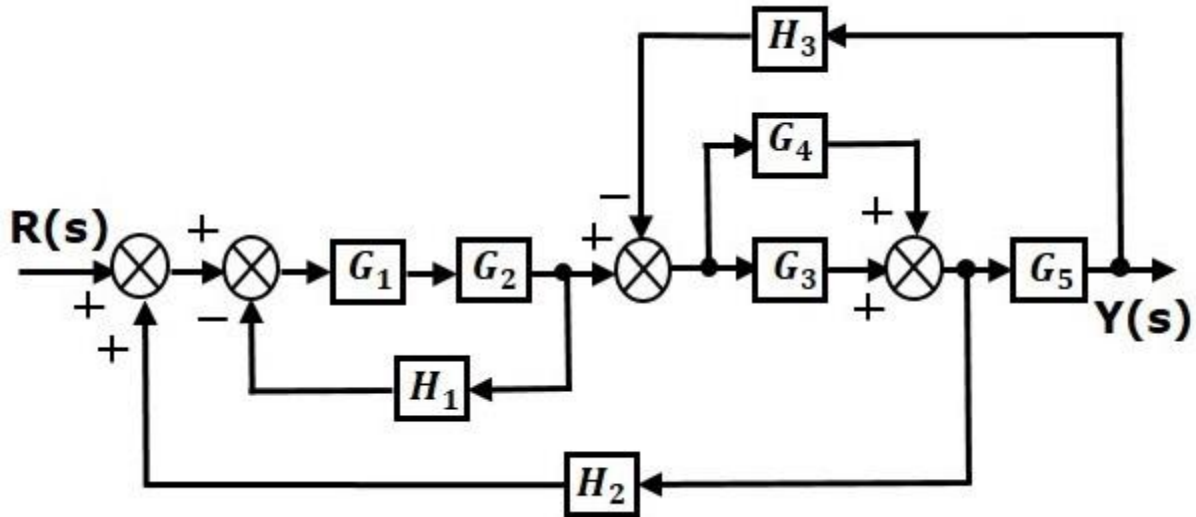 H₃
G₄
R(s)
+
−
+
+
G₁
G₂
G₃
G₅
+
−
+
+
Y(s)
H₁
H₂